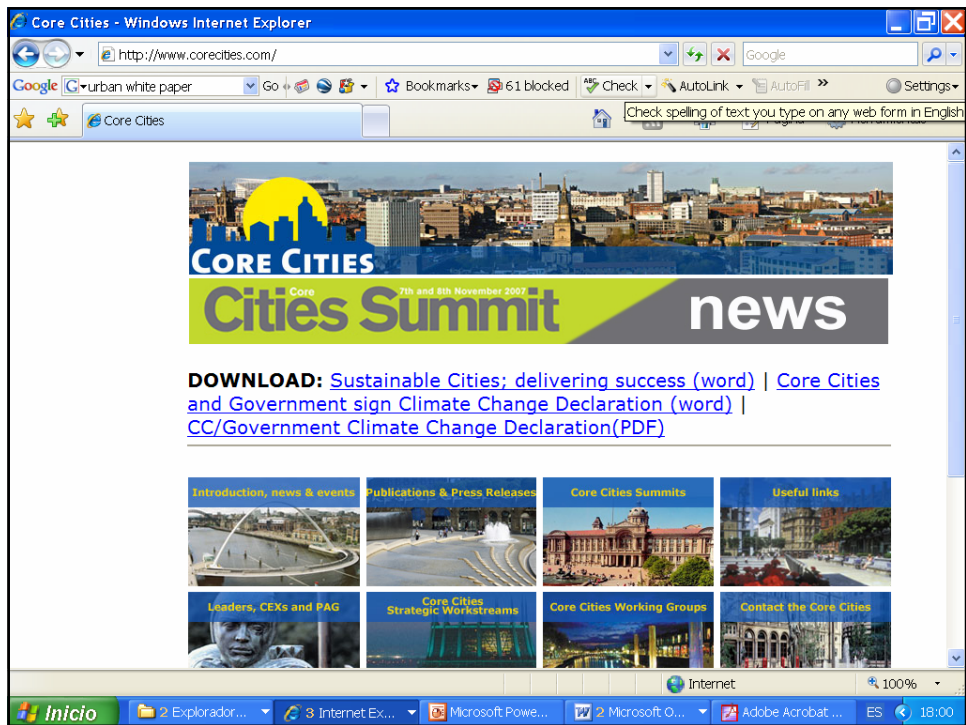 Core Cities - Windows Internet Explorer
http://www.corecities.com/
Google
Google G urban white paper Go Bookmarks 61 blocked ABC Check AutoLink AutoFill » Settings
Core Cities
Check spelling of text you type on any web form in English
CORE CITIES
Core
7th and 8th November 2007
Cities Summit news
DOWNLOAD: Sustainable Cities; delivering success (word) | Core Cities
and Government sign Climate Change Declaration (word) |
CC/Government Climate Change Declaration(PDF)
Introduction, news & events Publications & Press Releases Core Cities Summits Useful links
Leaders, CEXs and PAG Core Cities Strategic Workstreams Core Cities Working Groups Contact the Core Cities
Internet 100%
Inicio 2 Explorador... 3 Internet Ex... Microsoft Powe... 2 Microsoft O... Adobe Acrobat ... ES 18:00